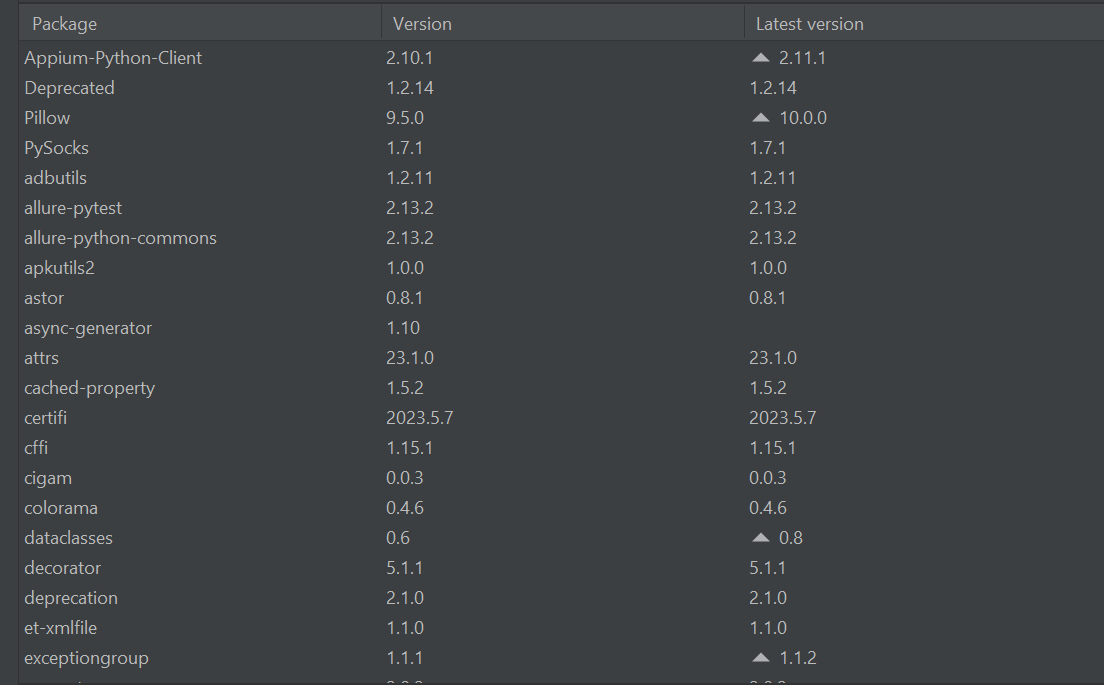 Package Version Latest version
Appium-Python-Client 2.10.1 2.11.1
Deprecated 1.2.14 1.2.14
Pillow 9.5.0 10.0.0
PySocks 1.7.1 1.7.1
adbutils 1.2.11 1.2.11
allure-pytest 2.13.2 2.13.2
allure-python-commons 2.13.2 2.13.2
apkutils2 1.0.0 1.0.0
astor 0.8.1 0.8.1
async-generator 1.10
attrs 23.1.0 23.1.0
cached-property 1.5.2 1.5.2
certifi 2023.5.7 2023.5.7
cffi 1.15.1 1.15.1
cigam 0.0.3 0.0.3
colorama 0.4.6 0.4.6
dataclasses 0.6 0.8
decorator 5.1.1 5.1.1
deprecation 2.1.0 2.1.0
et-xmlfile 1.1.0 1.1.0
exceptiongroup 1.1.1 1.1.2